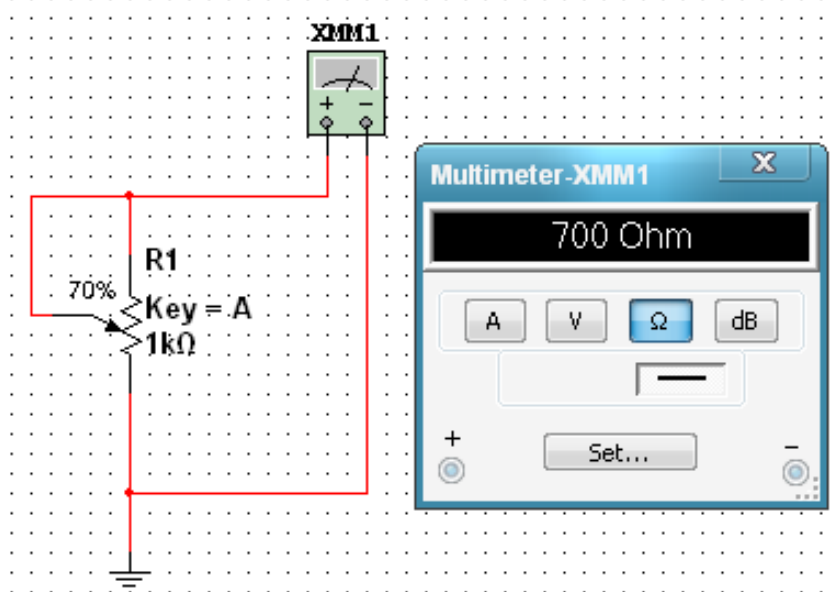 XMM1
+ −
R1
70%
Key = A
1kΩ
Multimeter-XMM1
X
700 Ohm
A V Ω dB
+ −
Set...